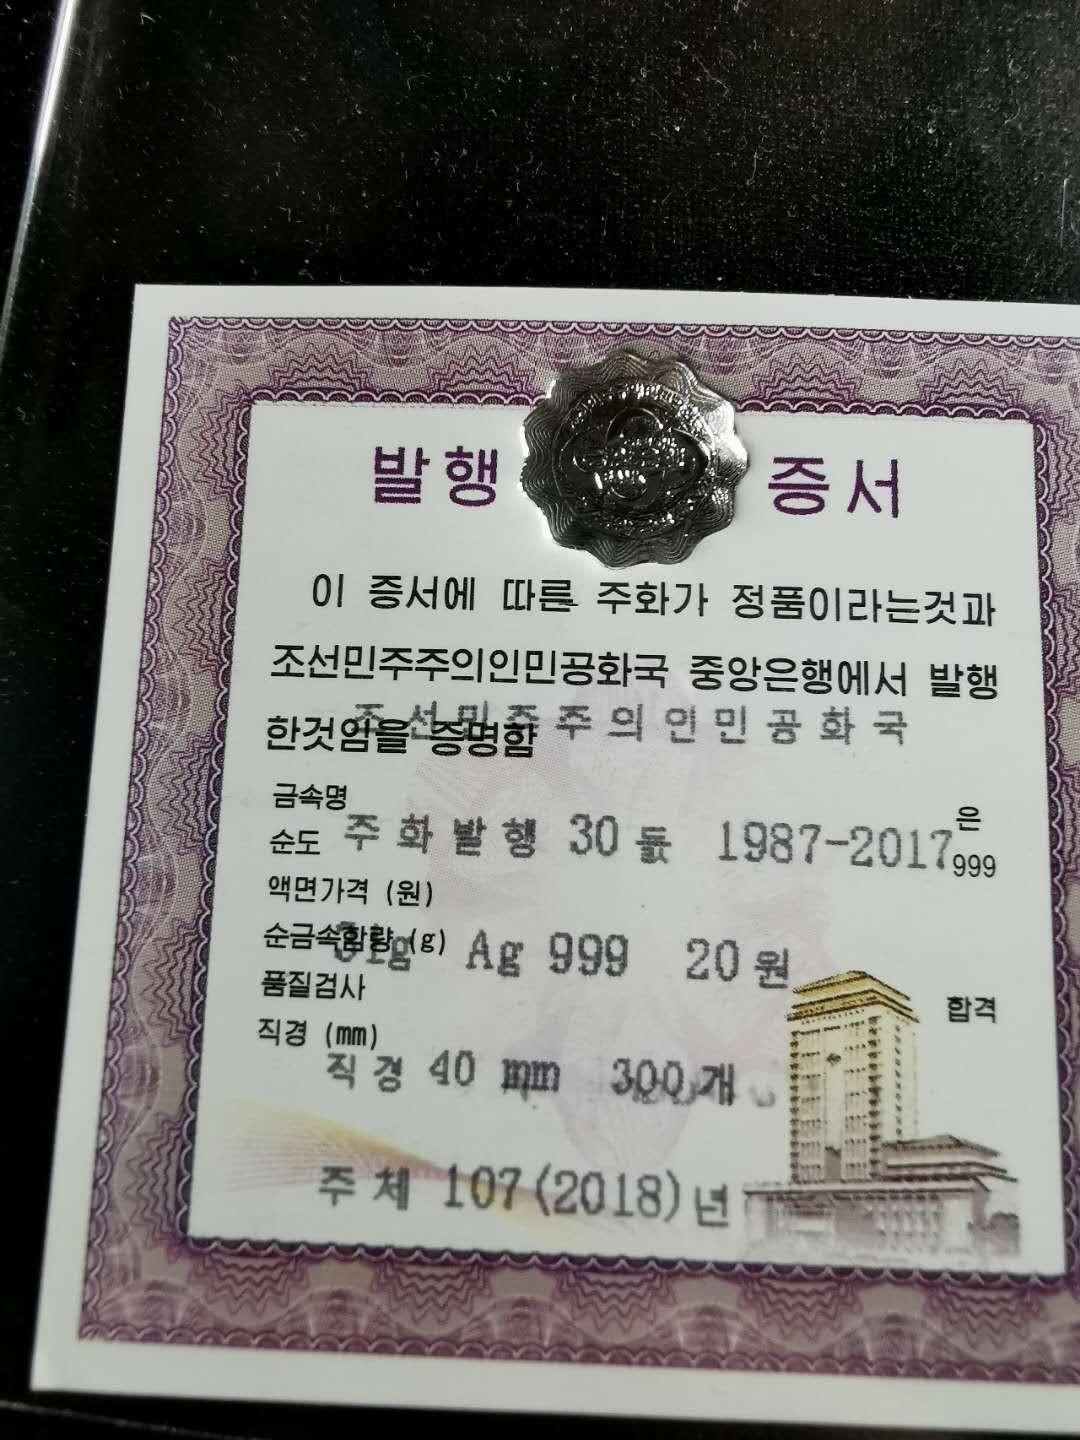 발행 증서
이 증서에 따른 주화가 정품이라는것과
조선민주주의인민공화국 중앙은행에서 발행
한것임을 증명함
조선민주주의인민공화국
금속명 은
순도 999
주화발행 30돐 1987-2017
액면가격 (원)
순금속함량 (g)
31g Ag 999 20원
품질검사 합격
직경 (mm)
직경 40 mm 300개
주체 107(2018)년